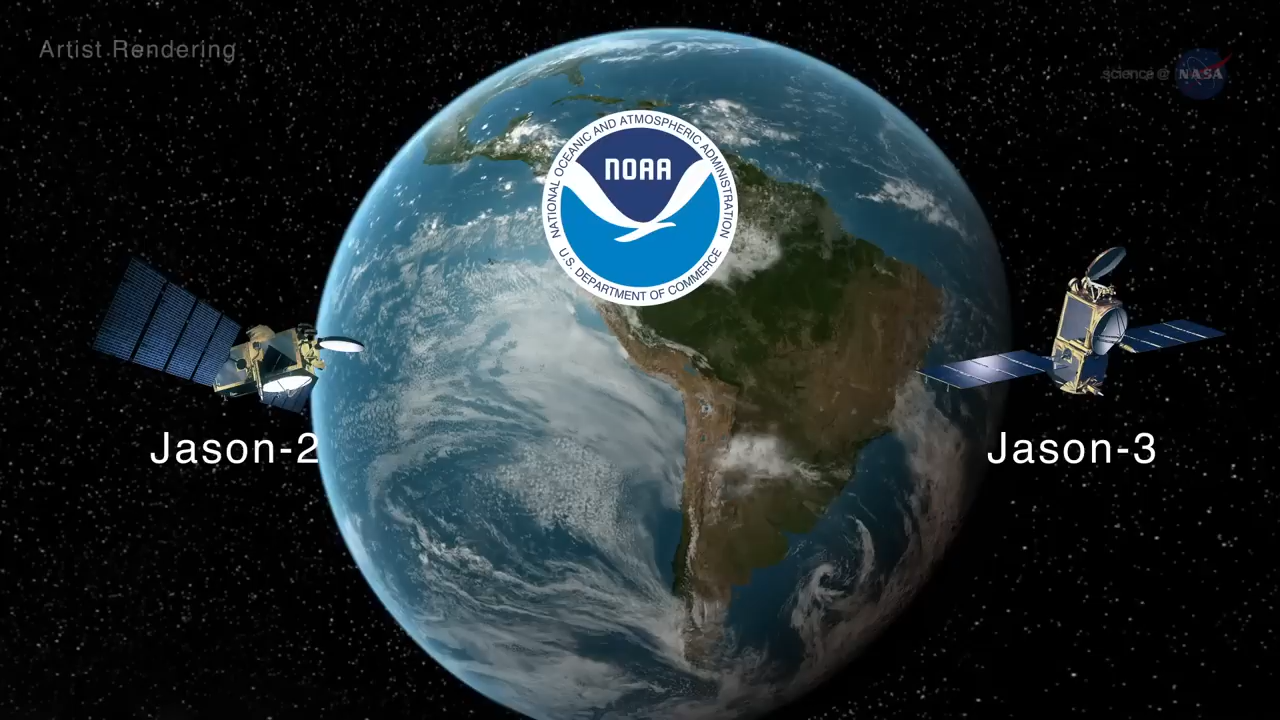 Artist Rendering
science@ NASA
NATIONAL OCEANIC AND ATMOSPHERIC ADMINISTRATION
NOAA
U.S. DEPARTMENT OF COMMERCE
Jason-2
Jason-3